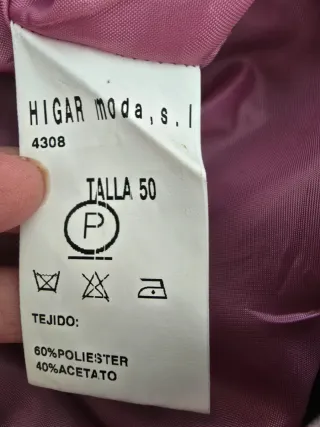 HIGAR moda, s.l
4308
TALLA 50
P
TEJIDO:
60%POLIESTER
40%ACETATO